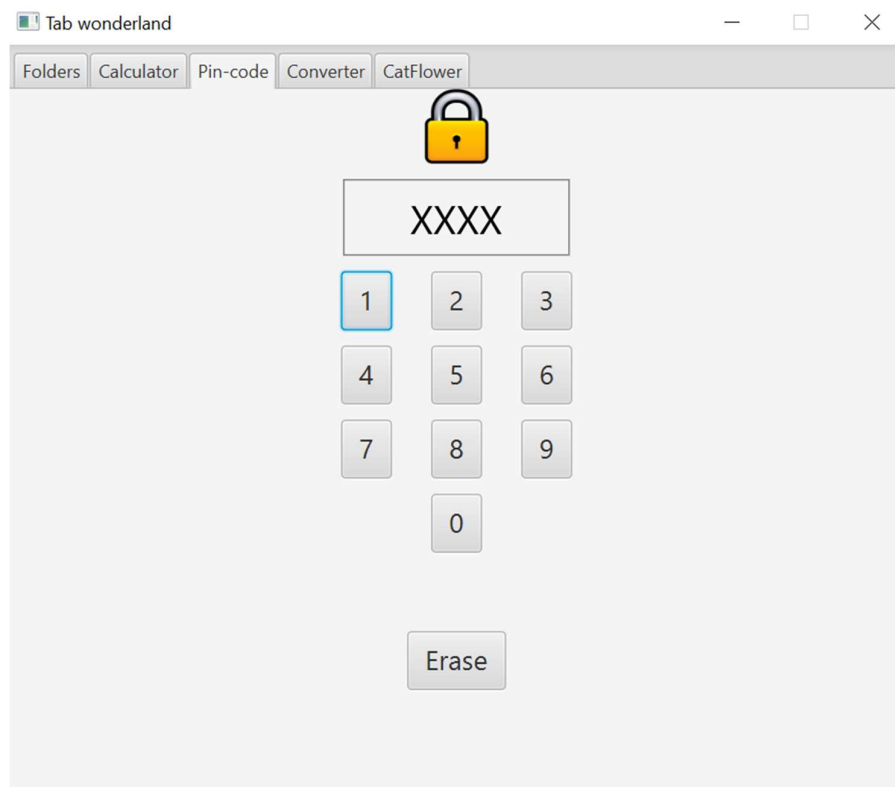 Tab wonderland
Folders Calculator Pin-code Converter CatFlower
XXXX
1 2 3
4 5 6
7 8 9
0
Erase